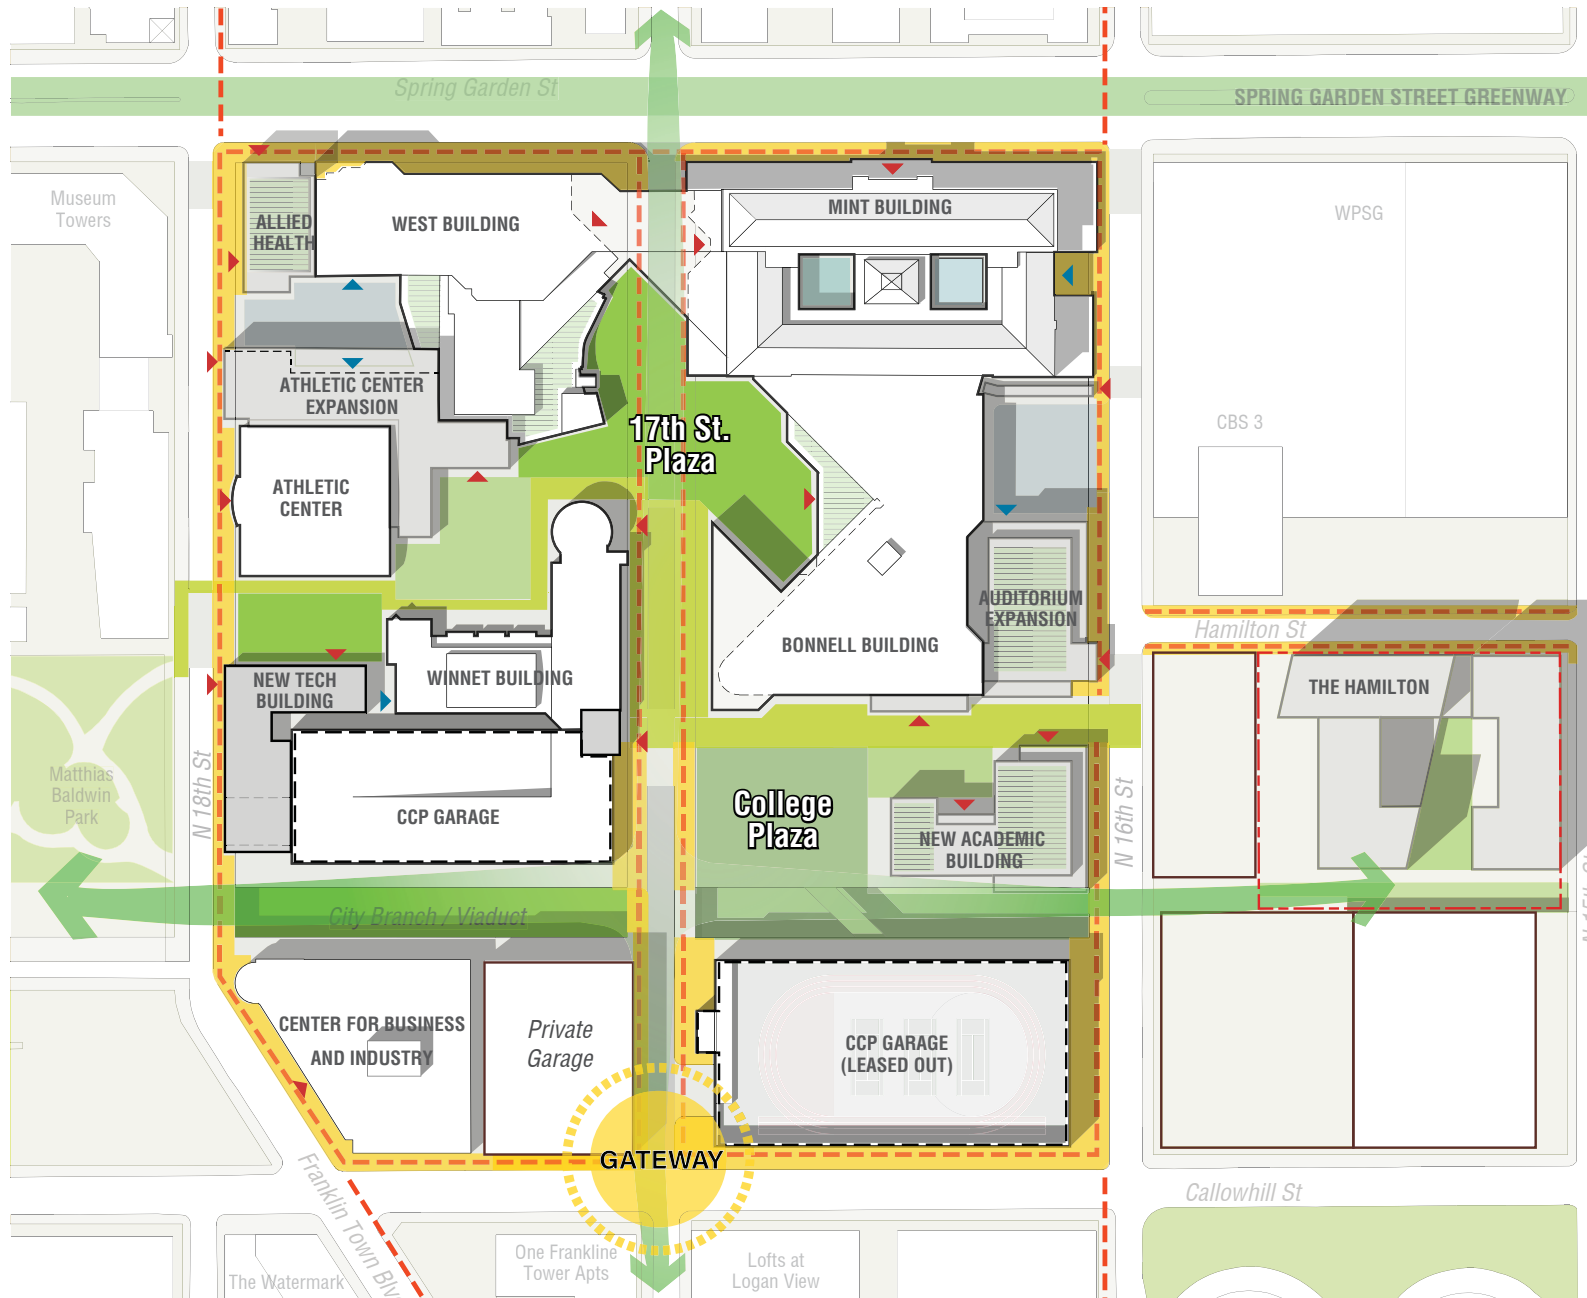 Spring Garden St
SPRING GARDEN STREET GREENWAY
Museum
Towers
ALLIED
HEALTH
WEST BUILDING
MINT BUILDING
WPSG
ATHLETIC CENTER
EXPANSION
17th St.
Plaza
CBS 3
ATHLETIC
CENTER
AUDITORIUM
EXPANSION
Hamilton St
BONNELL BUILDING
NEW TECH
BUILDING
WINNET BUILDING
THE HAMILTON
N 18th St
Matthias
Baldwin
Park
CCP GARAGE
College
Plaza
NEW ACADEMIC
BUILDING
N 16th St
City Branch / Viaduct
CENTER FOR BUSINESS
AND INDUSTRY
Private
Garage
CCP GARAGE
(LEASED OUT)
GATEWAY
Callowhill St
Franklin Town Blv
The Watermark
One Frankline
Tower Apts
Lofts at
Logan View